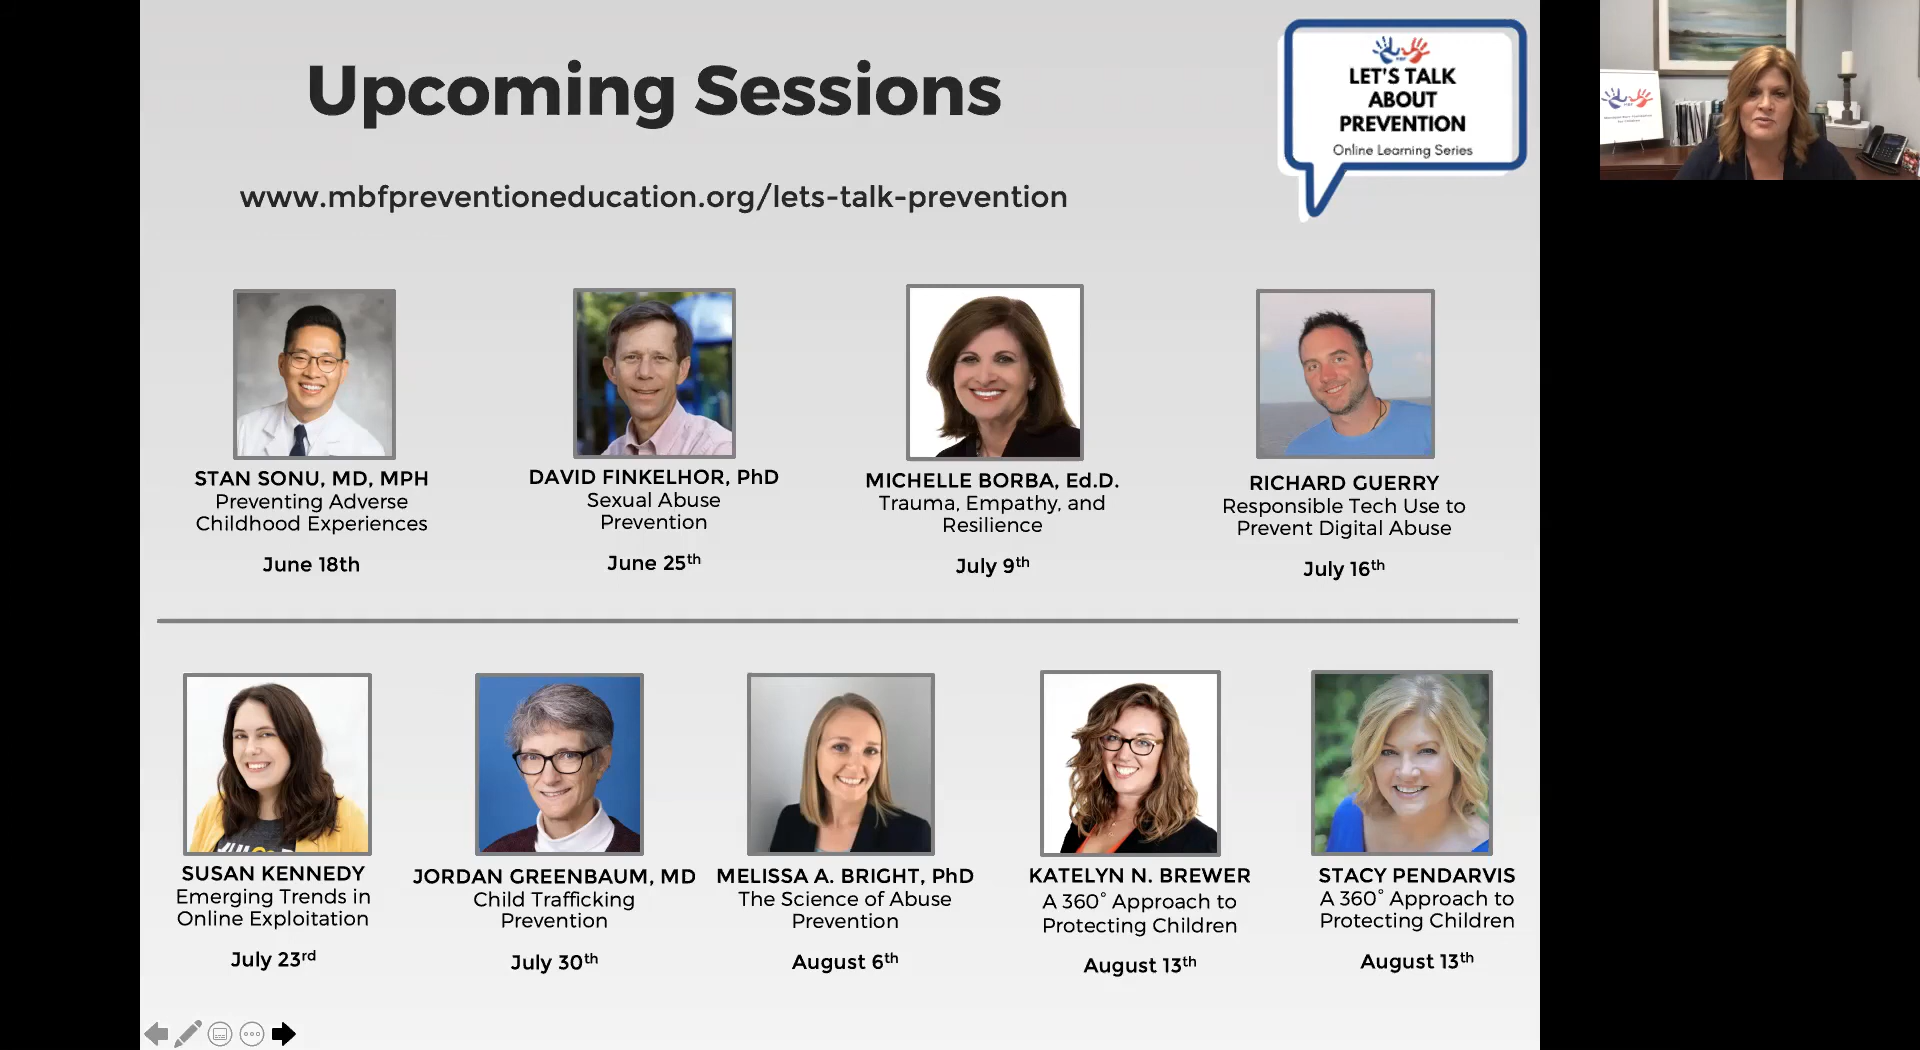 Upcoming Sessions
www.mbfpreventioneducation.org/lets-talk-prevention
LET'S TALK
ABOUT
PREVENTION
Online Learning Series
STAN SONU, MD, MPH
Preventing Adverse
Childhood Experiences
June 18th
DAVID FINKELHOR, PhD
Sexual Abuse
Prevention
June 25th
MICHELLE BORBA, Ed.D.
Trauma, Empathy, and
Resilience
July 9th
RICHARD GUERRY
Responsible Tech Use to
Prevent Digital Abuse
July 16th
SUSAN KENNEDY
Emerging Trends in
Online Exploitation
July 23rd
JORDAN GREENBAUM, MD
Child Trafficking
Prevention
July 30th
MELISSA A. BRIGHT, PhD
The Science of Abuse
Prevention
August 6th
KATELYN N. BREWER
A 360° Approach to
Protecting Children
August 13th
STACY PENDARVIS
A 360° Approach to
Protecting Children
August 13th